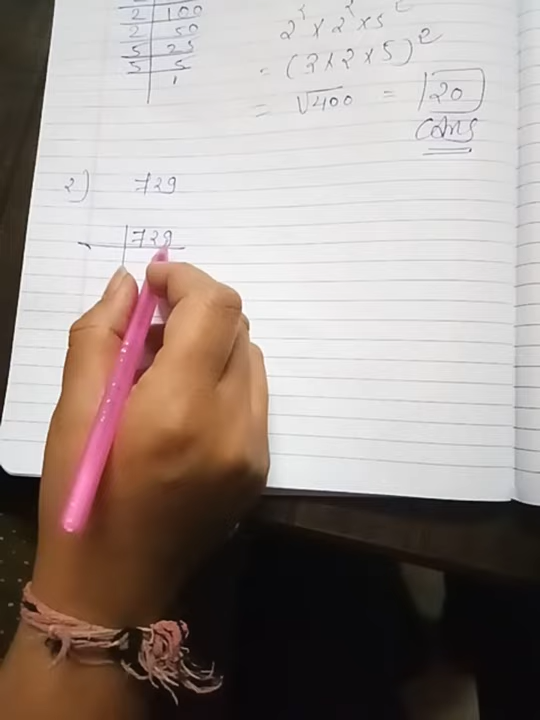 2 100
2 50
5 25
5 5
1
2² x 2² x 5²
= (2 x 2 x 5)²
= √400 = 20
Ans
2) 729
729